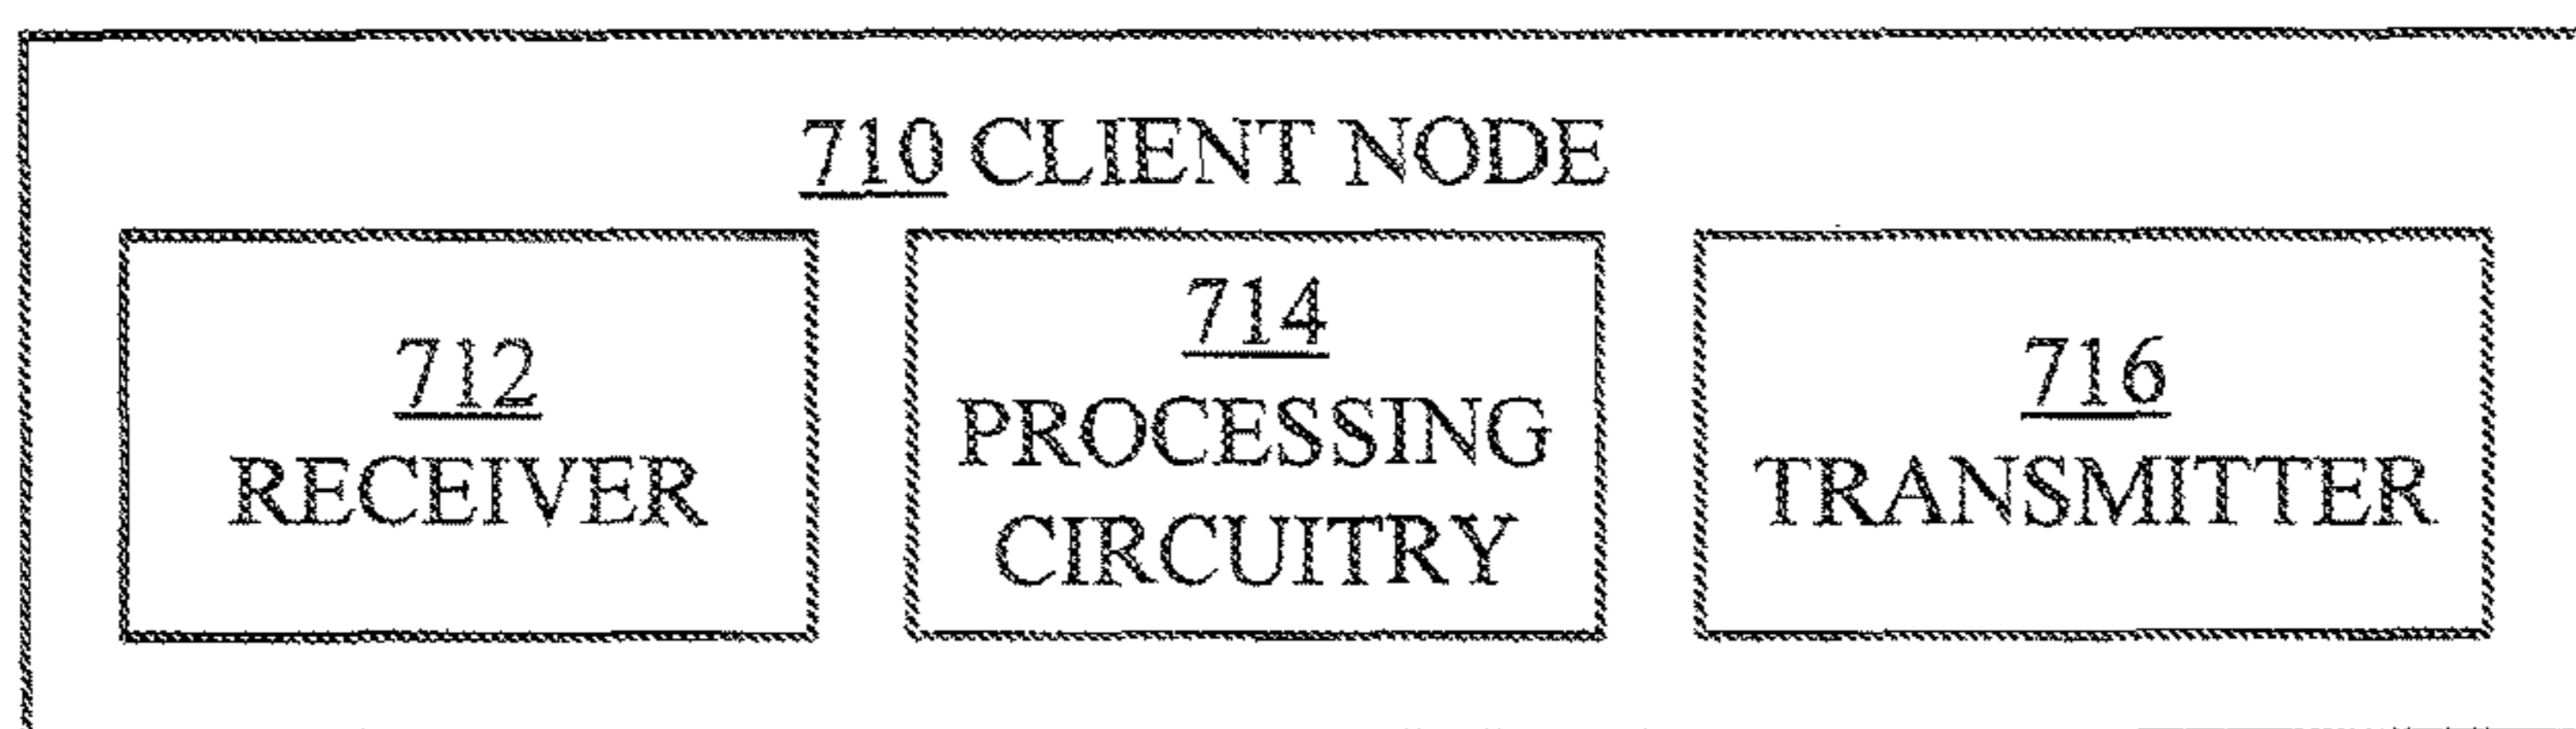 710 CLIENT NODE
712
RECEIVER
714
PROCESSING
CIRCUITRY
716
TRANSMITTER